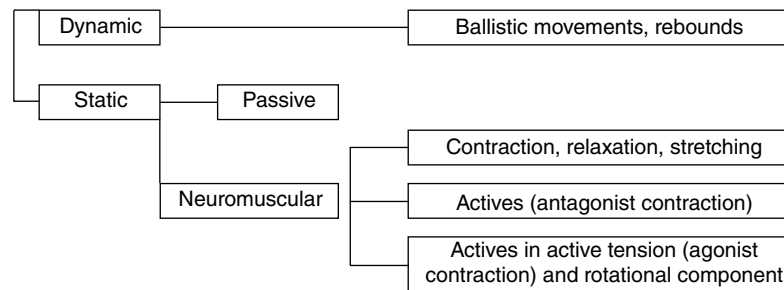 Dynamic
Ballistic movements, rebounds
Static
Passive
Contraction, relaxation, stretching
Neuromuscular
Actives (antagonist contraction)
Actives in active tension (agonist
contraction) and rotational component